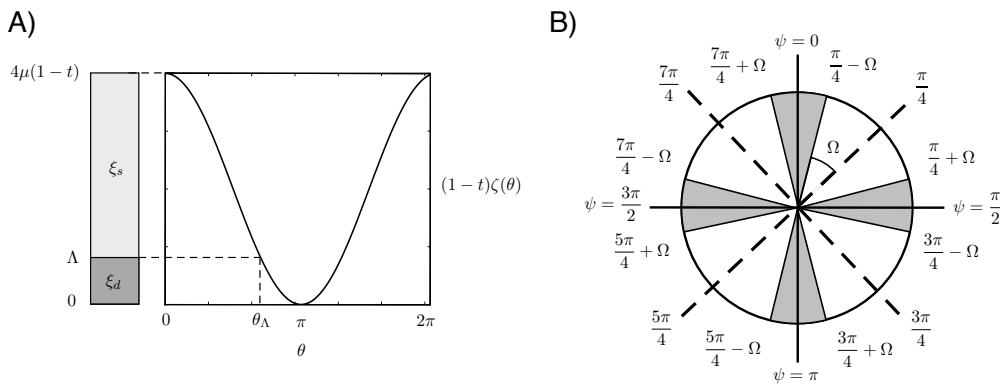 A)
4μ(1−t)
ξ_s
Λ
ξ_d
0
0
θ_Λ
π
2π
θ
(1−t)ζ(θ)
B)
ψ = 0
7π/4 + Ω
π/4 − Ω
7π/4
π/4
Ω
7π/4 − Ω
π/4 + Ω
ψ = 3π/2
ψ = π/2
5π/4 + Ω
3π/4 − Ω
5π/4
3π/4
5π/4 − Ω
3π/4 + Ω
ψ = π